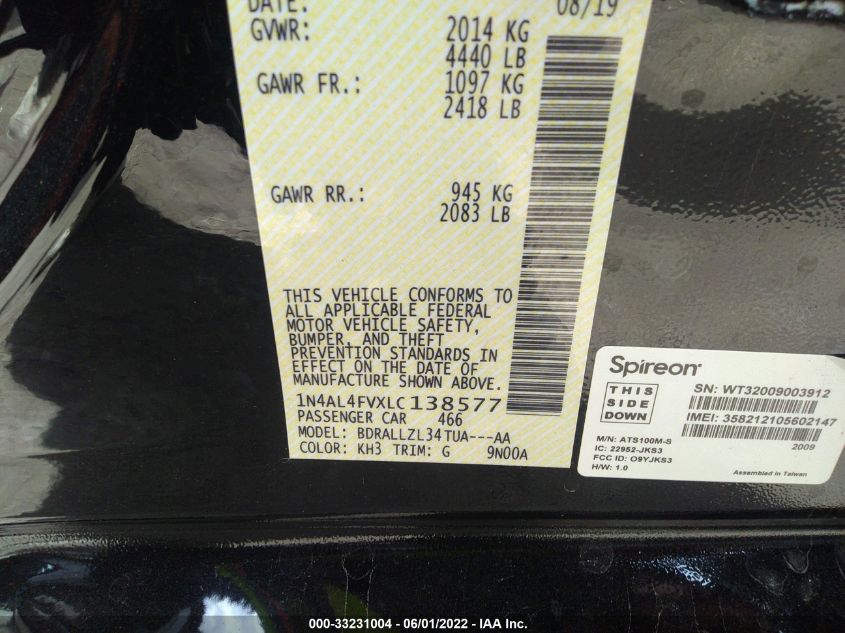 DATE: 08/19
GVWR: 2014 KG
4440 LB
GAWR FR.: 1097 KG
2418 LB
GAWR RR.: 945 KG
2083 LB
THIS VEHICLE CONFORMS TO
ALL APPLICABLE FEDERAL
MOTOR VEHICLE SAFETY,
BUMPER, AND THEFT
PREVENTION STANDARDS IN
EFFECT ON THE DATE OF
MANUFACTURE SHOWN ABOVE.
1N4AL4FVXLC138577
PASSENGER CAR 466
MODEL: BDRALLZL34TUA---AA
COLOR: KH3 TRIM: G 9N00A
Spireon
THIS
SIDE
DOWN
SN: WT32009003912
IMEI: 358212105602147
2009
M/N: ATS100M-S
IC: 22952-JKS3
FCC ID: O9YJKS3
H/W: 1.0
Assembled in Taiwan
000-33231004 - 06/01/2022 - IAA Inc.